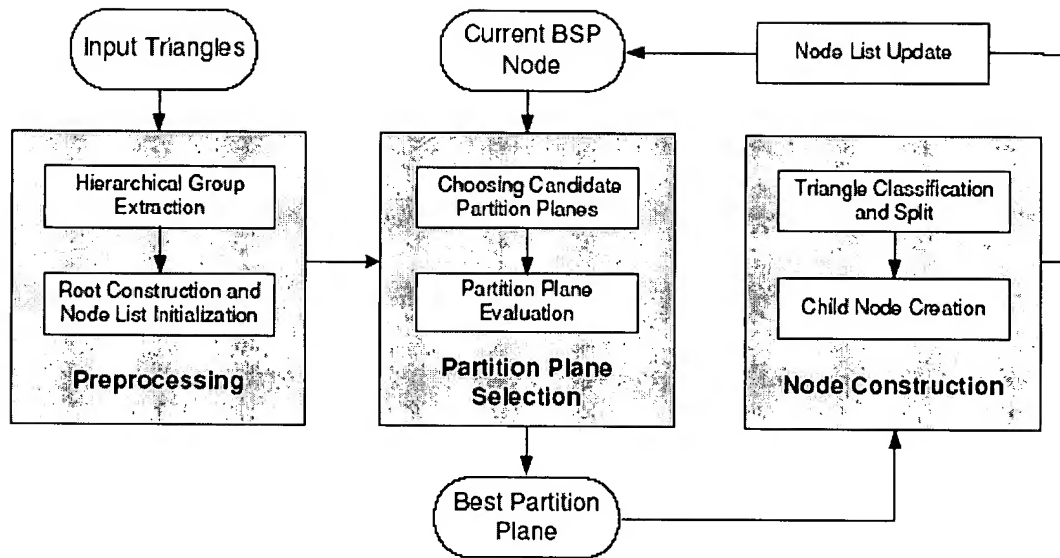 Input Triangles
Hierarchical Group
Extraction
Root Construction and
Node List Initialization
Preprocessing
Current BSP
Node
Choosing Candidate
Partition Planes
Partition Plane
Evaluation
Partition Plane
Selection
Best Partition
Plane
Node List Update
Triangle Classification
and Split
Child Node Creation
Node Construction